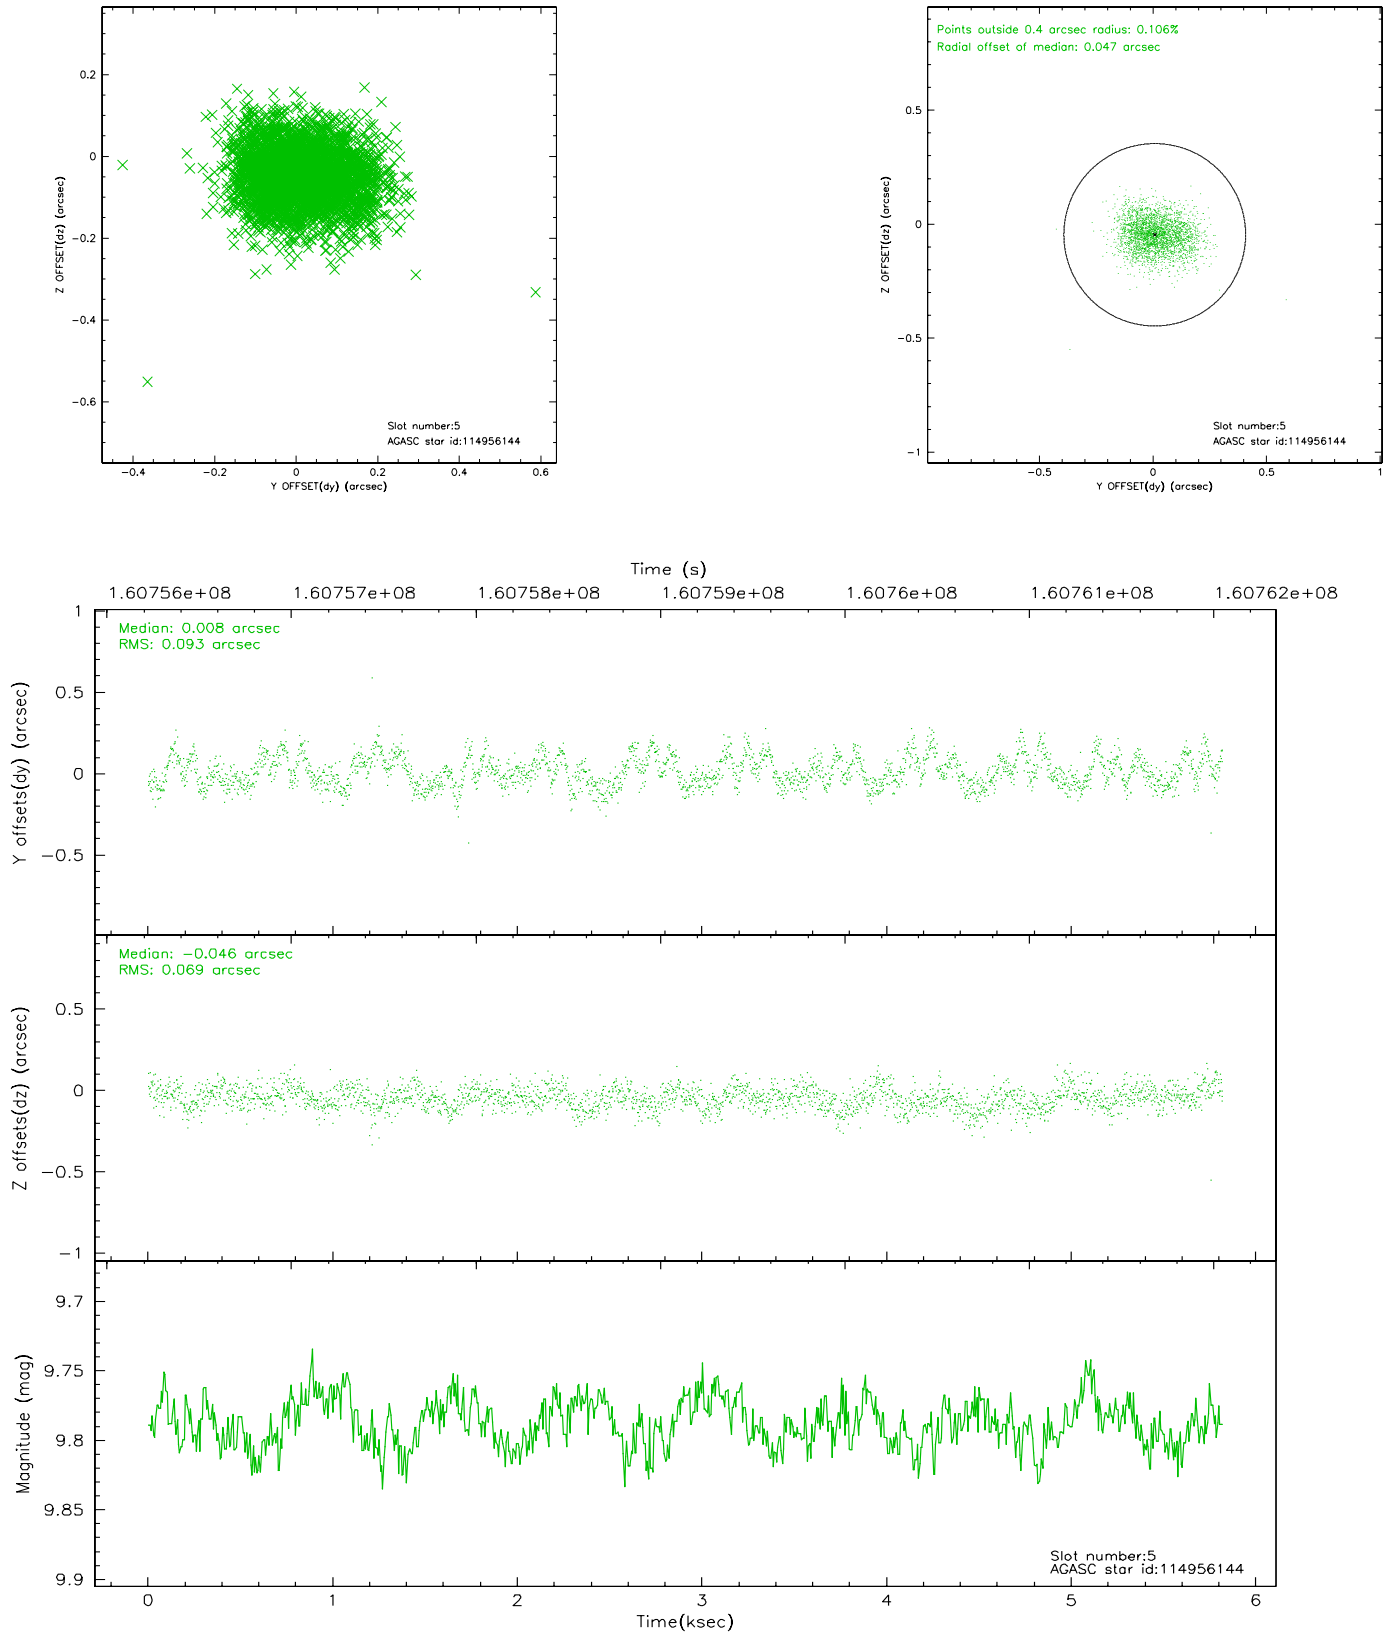 0.2
0
−0.2
−0.4
−0.6
Z OFFSET(dz) (arcsec)
Slot number:5
AGASC star id:114956144
−0.4 −0.2 0 0.2 0.4 0.6
Y OFFSET(dy) (arcsec)
Points outside 0.4 arcsec radius: 0.106%
Radial offset of median: 0.047 arcsec
0.5
0
−0.5
−1
Z OFFSET(dz) (arcsec)
Slot number:5
AGASC star id:114956144
−0.5 0 0.5 1
Y OFFSET(dy) (arcsec)
Time (s)
1.60756e+08 1.60757e+08 1.60758e+08 1.60759e+08 1.6076e+08 1.60761e+08 1.60762e+08
Median: 0.008 arcsec
RMS: 0.093 arcsec
1
0.5
0
−0.5
Y offsets(dy) (arcsec)
Median: −0.046 arcsec
RMS: 0.069 arcsec
0.5
0
−0.5
−1
Z offsets(dz) (arcsec)
9.7
9.75
9.8
9.85
9.9
Magnitude (mag)
Slot number:5
AGASC star id:114956144
0 1 2 3 4 5 6
Time(ksec)